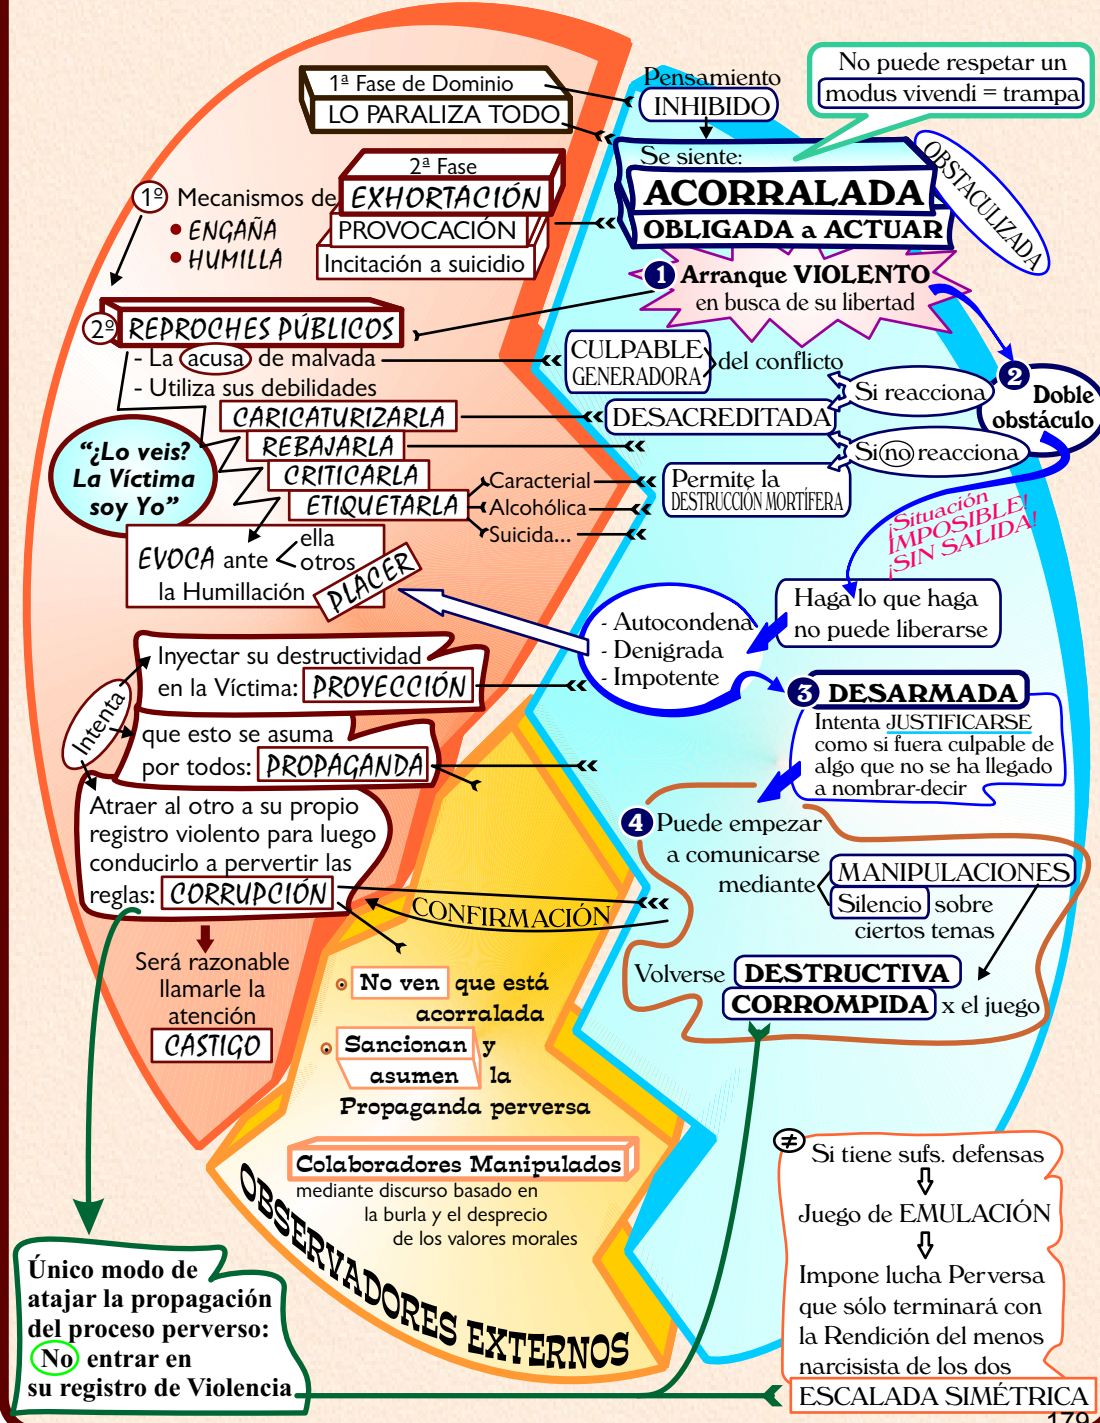 1ª Fase de Dominio
LO PARALIZA TODO
Pensamiento
INHIBIDO
No puede respetar un
modus vivendi = trampa
Se siente:
ACORRALADA
OBLIGADA a ACTUAR
OBSTACULIZADA
2ª Fase
EXHORTACIÓN
PROVOCACIÓN
Incitación a suicidio
1º Mecanismos de
• ENGAÑA
• HUMILLA
1 Arranque VIOLENTO
en busca de su libertad
2º REPROCHES PÚBLICOS
- La acusa de malvada
- Utiliza sus debilidades
CULPABLE
GENERADORA
del conflicto
Si reacciona
2 Doble
obstáculo
CARICATURIZARLA
DESACREDITADA
REBAJARLA
Si no reacciona
CRITICARLA
ETIQUETARLA
Caracterial
Alcohólica
Suicida...
Permite la
DESTRUCCIÓN MORTÍFERA
“¿Lo veis?
La Víctima
soy Yo”
¡Situación
IMPOSIBLE!
¡SIN SALIDA!
EVOCA ante
ella
otros
la Humillación
PLACER
Haga lo que haga
no puede liberarse
- Autocondena
- Denigrada
- Impotente
Intenta
Inyectar su destructividad
en la Víctima: PROYECCIÓN
3 DESARMADA
Intenta JUSTIFICARSE
como si fuera culpable de
algo que no se ha llegado
a nombrar-decir
que esto se asuma
por todos: PROPAGANDA
Atraer al otro a su propio
registro violento para luego
conducirlo a pervertir las
reglas: CORRUPCIÓN
4 Puede empezar
a comunicarse
mediante
MANIPULACIONES
Silencio sobre
ciertos temas
CONFIRMACIÓN
Volverse DESTRUCTIVA
CORROMPIDA x el juego
Será razonable
llamarle la
atención
CASTIGO
No ven que está
acorralada
Sancionan y
asumen la
Propaganda perversa
Colaboradores Manipulados
mediante discurso basado en
la burla y el desprecio
de los valores morales
OBSERVADORES EXTERNOS
≠
Si tiene sufs. defensas
Juego de EMULACIÓN
Impone lucha Perversa
que sólo terminará con
la Rendición del menos
narcisista de los dos
ESCALADA SIMÉTRICA
Único modo de
atajar la propagación
del proceso perverso:
No entrar en
su registro de Violencia
179